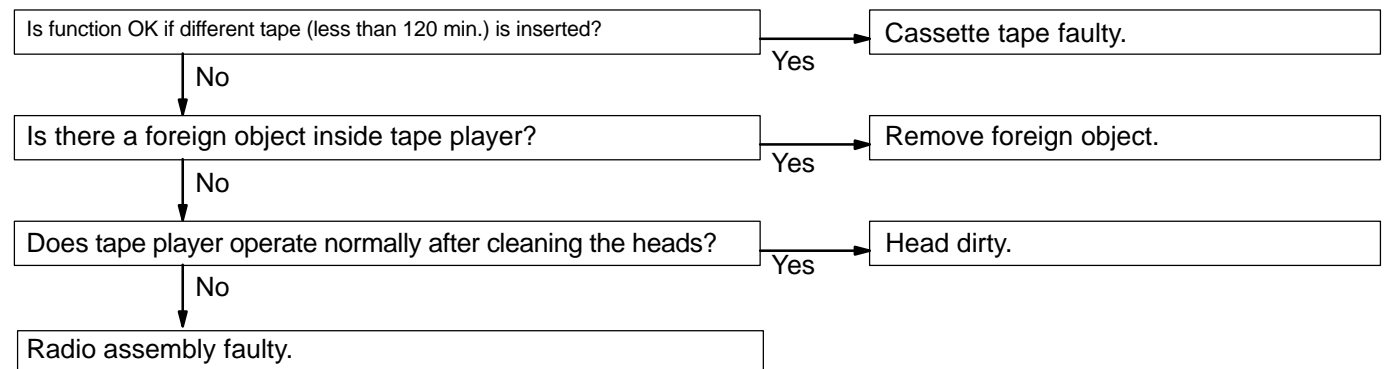 Is function OK if different tape (less than 120 min.) is inserted?
Yes
Cassette tape faulty.
No
Is there a foreign object inside tape player?
Yes
Remove foreign object.
No
Does tape player operate normally after cleaning the heads?
Yes
Head dirty.
No
Radio assembly faulty.